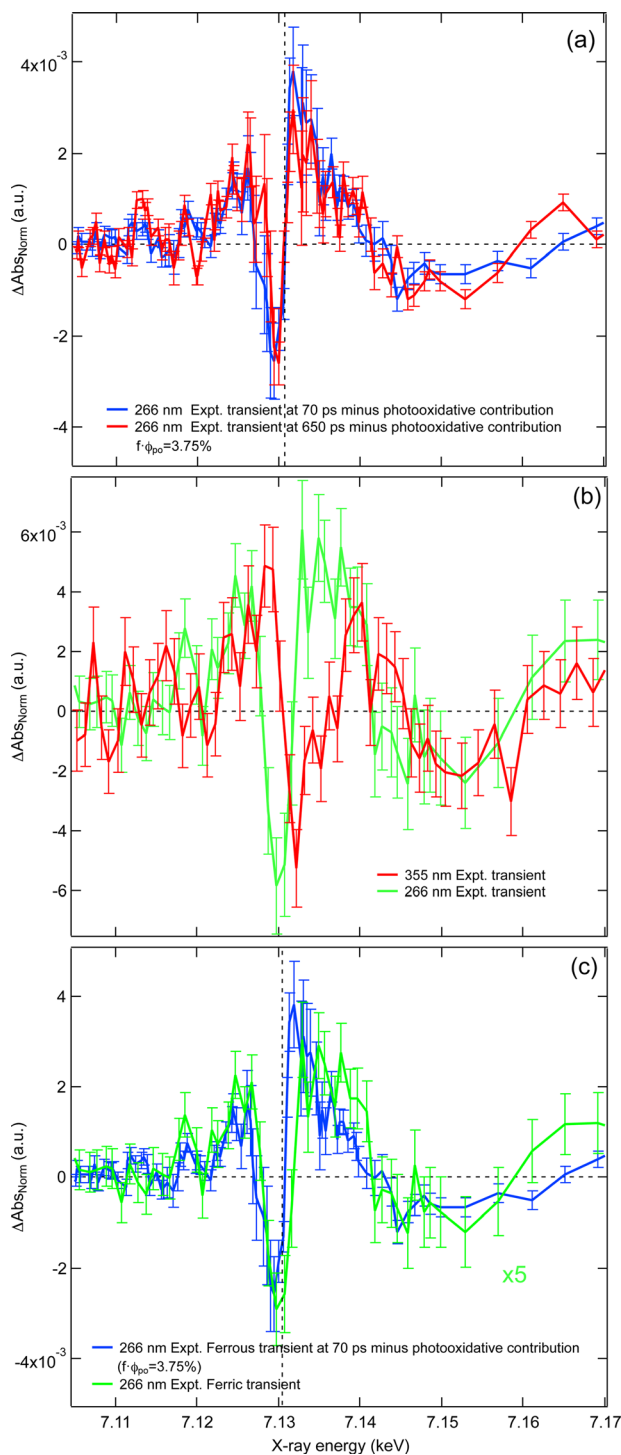 (a)
4x10⁻³
2
0
-2
-4
ΔAbsNorm (a.u.)
266 nm Expt. transient at 70 ps minus photooxidative contribution
266 nm Expt. transient at 650 ps minus photooxidative contribution
f·ϕpo=3.75%
(b)
6x10⁻³
4
2
0
-2
-4
-6
ΔAbsNorm (a.u.)
355 nm Expt. transient
266 nm Expt. transient
(c)
4
2
0
-2
-4x10⁻³
ΔAbsNorm (a.u.)
x5
266 nm Expt. Ferrous transient at 70 ps minus photooxidative contribution
(f·ϕpo=3.75%)
266 nm Expt. Ferric transient
7.11 7.12 7.13 7.14 7.15 7.16 7.17
X-ray energy (keV)